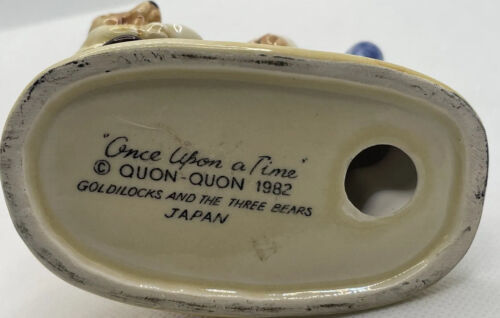 "Once Upon a Time"
© QUON-QUON 1982
GOLDILOCKS AND THE THREE BEARS
JAPAN